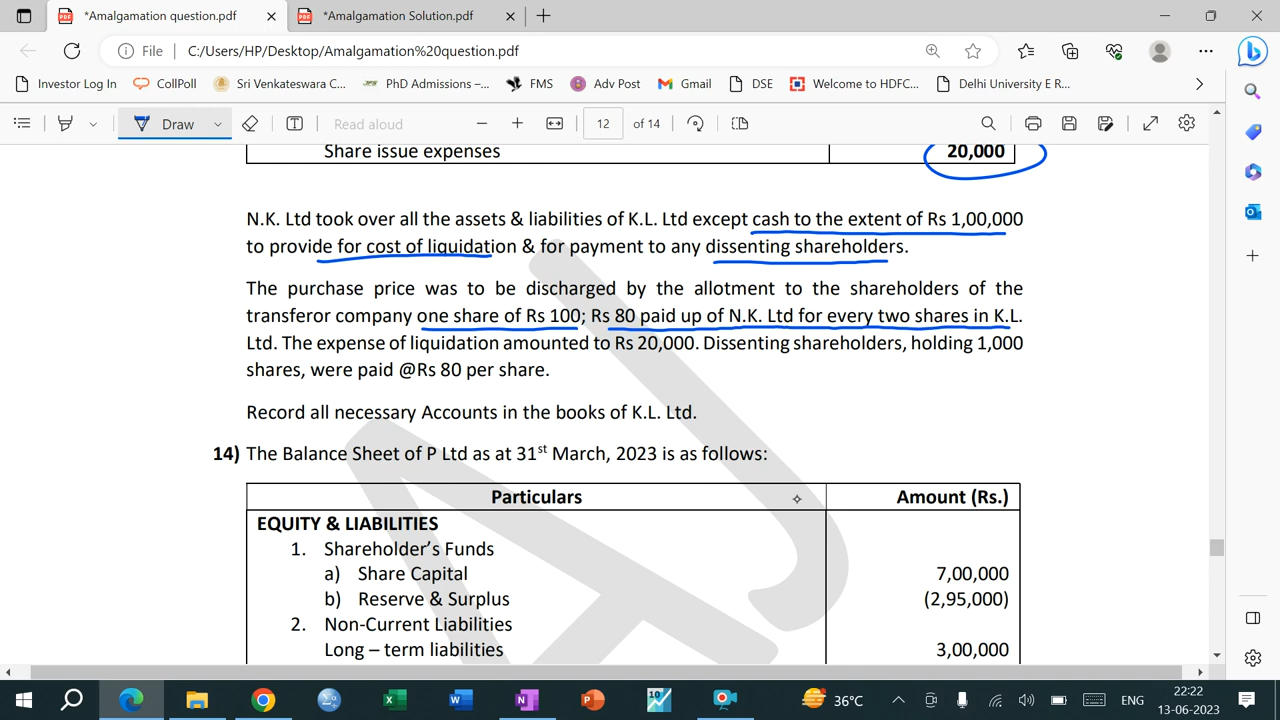 *Amalgamation question.pdf
*Amalgamation Solution.pdf
File
C:/Users/HP/Desktop/Amalgamation%20question.pdf
Investor Log In
CollPoll
Sri Venkateswara C...
PhD Admissions –...
FMS
Adv Post
Gmail
DSE
Welcome to HDFC...
Delhi University E R...
Draw
Read aloud
12
of 14
Share issue expenses
20,000
N.K. Ltd took over all the assets & liabilities of K.L. Ltd except cash to the extent of Rs 1,00,000
to provide for cost of liquidation & for payment to any dissenting shareholders.
The purchase price was to be discharged by the allotment to the shareholders of the
transferor company one share of Rs 100; Rs 80 paid up of N.K. Ltd for every two shares in K.L.
Ltd. The expense of liquidation amounted to Rs 20,000. Dissenting shareholders, holding 1,000
shares, were paid @Rs 80 per share.
Record all necessary Accounts in the books of K.L. Ltd.
14) The Balance Sheet of P Ltd as at 31st March, 2023 is as follows:
Particulars
Amount (Rs.)
EQUITY & LIABILITIES
1. Shareholder's Funds
a) Share Capital
7,00,000
b) Reserve & Surplus
(2,95,000)
2. Non-Current Liabilities
Long – term liabilities
3,00,000
36°C
ENG
22:22
13-06-2023